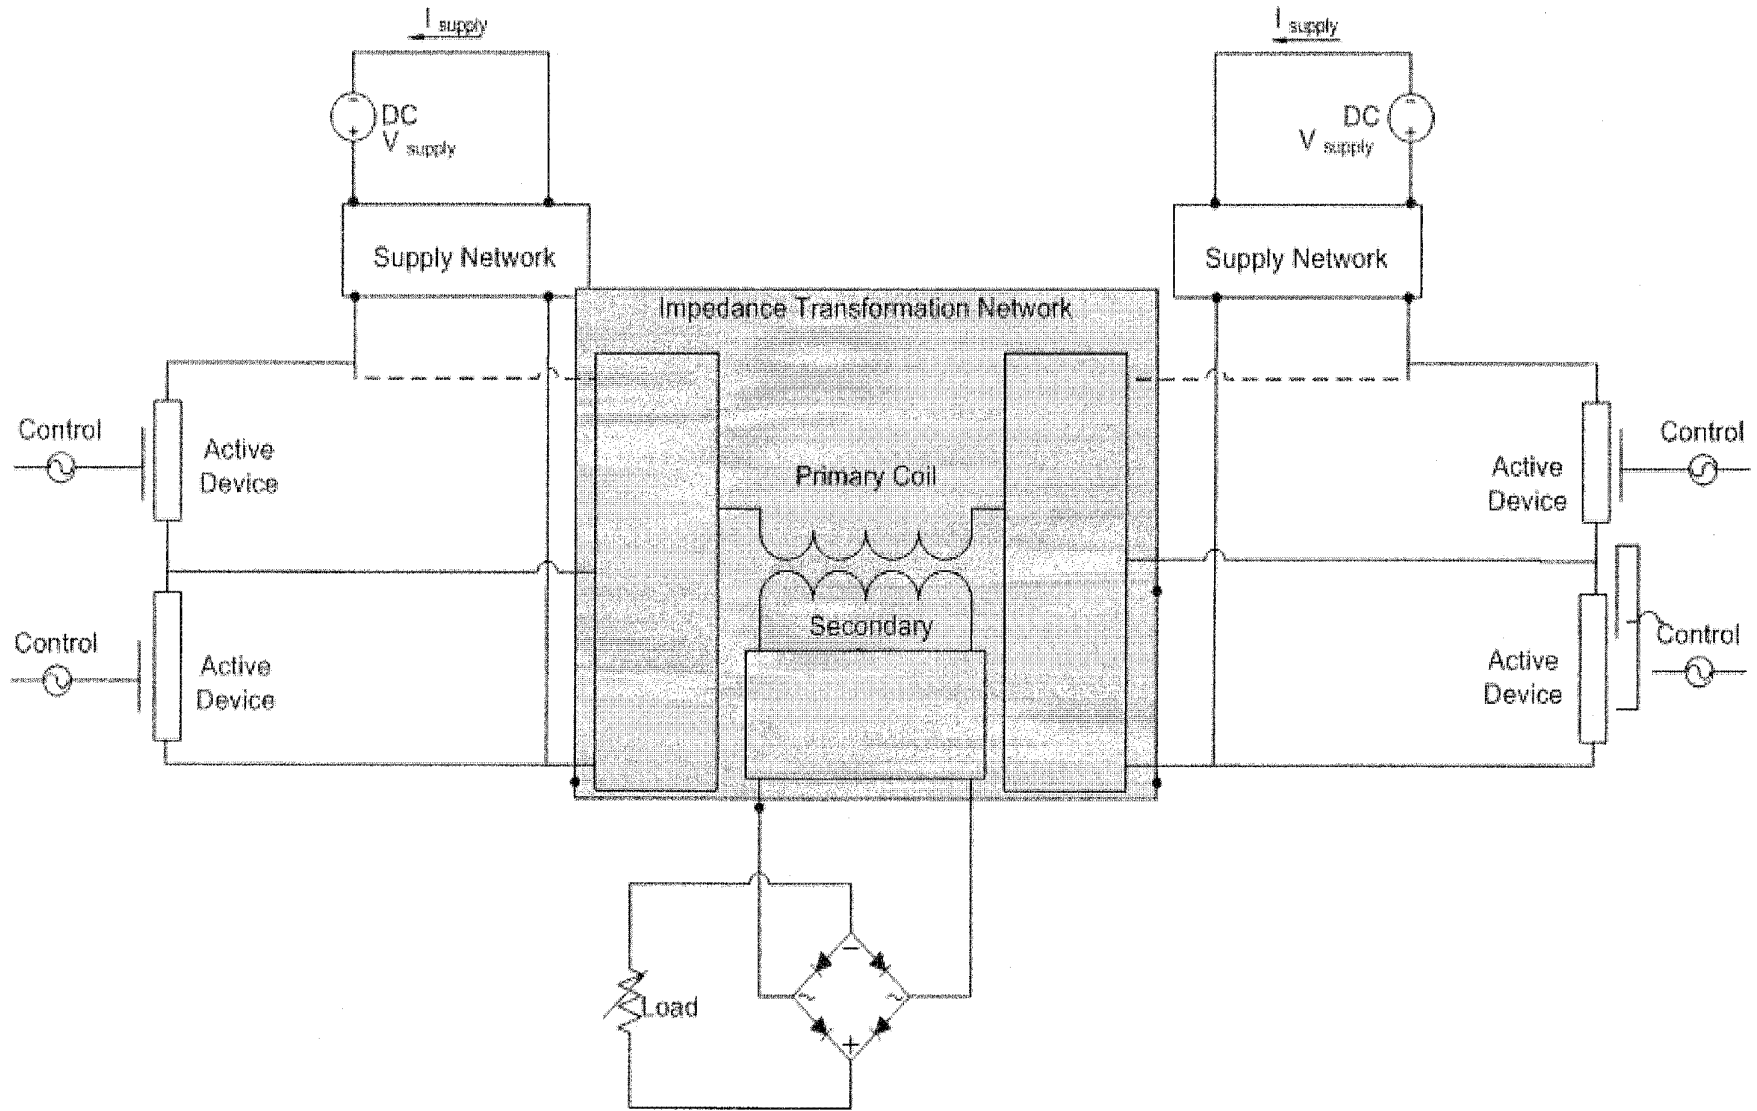 I supply
I supply
DC
V supply
DC
V supply
Supply Network
Supply Network
Impedance Transformation Network
Control
Active
Device
Control
Active
Device
Primary Coil
Secondary
Control
Active
Device
Control
Active
Device
Load